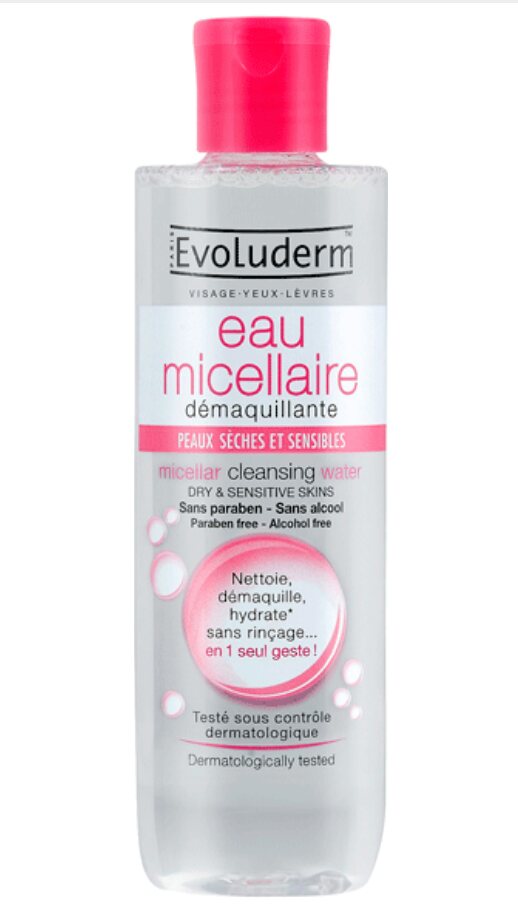 PARIS
EvoLuderm™
VISAGE·YEUX·LÈVRES
eau
micellaire
démaquillante
PEAUX SÈCHES ET SENSIBLES
micellar cleansing water
DRY & SENSITIVE SKINS
Sans paraben - Sans alcool
Paraben free - Alcohol free
Nettoie,
démaquille,
hydrate*
sans rinçage...
en 1 seul geste !
Testé sous contrôle
dermatologique
Dermatologically tested